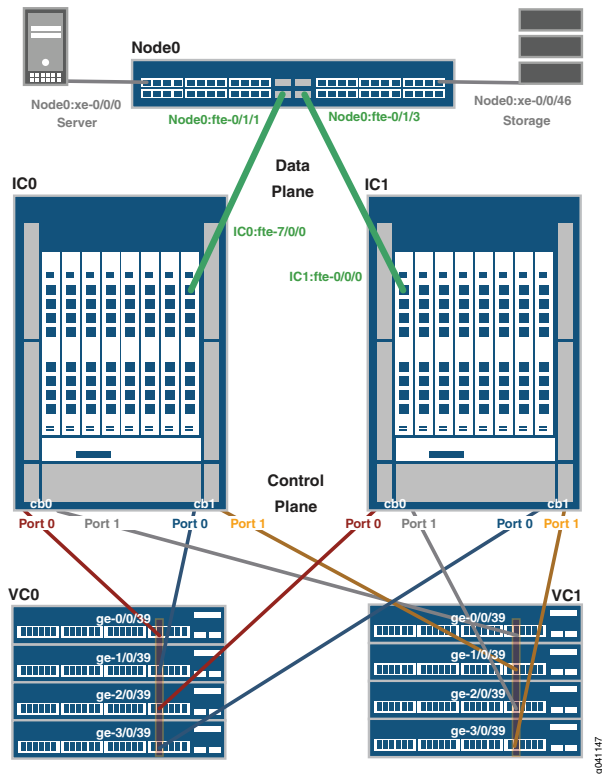 Node0
Node0:xe-0/0/0
Server
Node0:xe-0/0/46
Storage
Node0:fte-0/1/1
Node0:fte-0/1/3
Data
Plane
IC0
IC1
IC0:fte-7/0/0
IC1:fte-0/0/0
Control
Plane
cb0
cb1
cb0
cb1
Port 0
Port 1
Port 0
Port 1
Port 0
Port 1
Port 0
Port 1
VC0
VC1
ge-0/0/39
ge-1/0/39
ge-2/0/39
ge-3/0/39
ge-0/0/39
ge-1/0/39
ge-2/0/39
ge-3/0/39
g041147